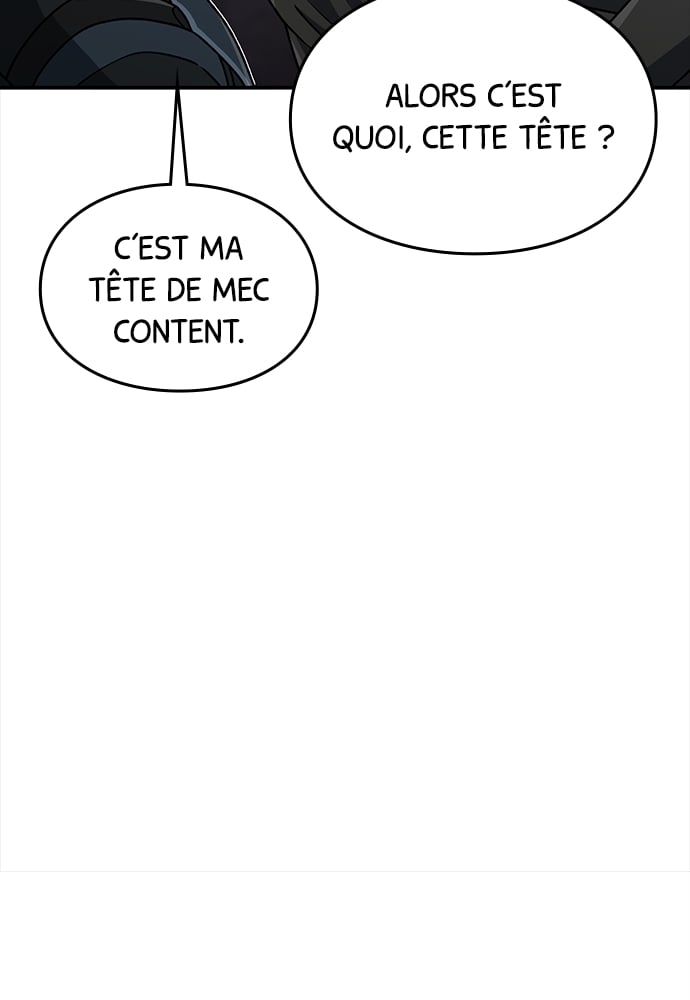 ALORS C'EST
QUOI, CETTE TÊTE ?
C'EST MA
TÊTE DE MEC
CONTENT.